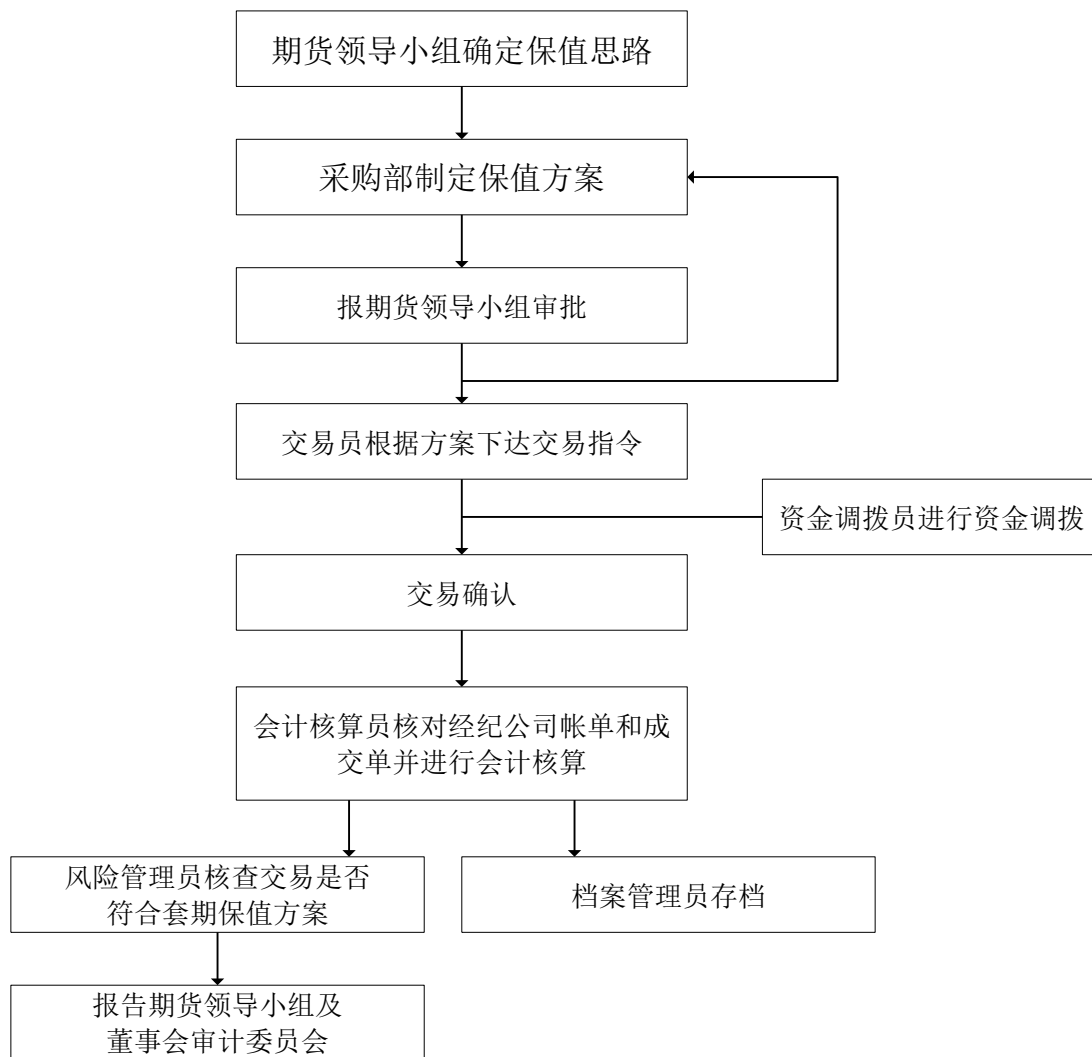 期货领导小组确定保值思路
采购部制定保值方案
报期货领导小组审批
交易员根据方案下达交易指令
资金调拨员进行资金调拨
交易确认
会计核算员核对经纪公司帐单和成
交单并进行会计核算
风险管理员核查交易是否
符合套期保值方案
档案管理员存档
报告期货领导小组及
董事会审计委员会